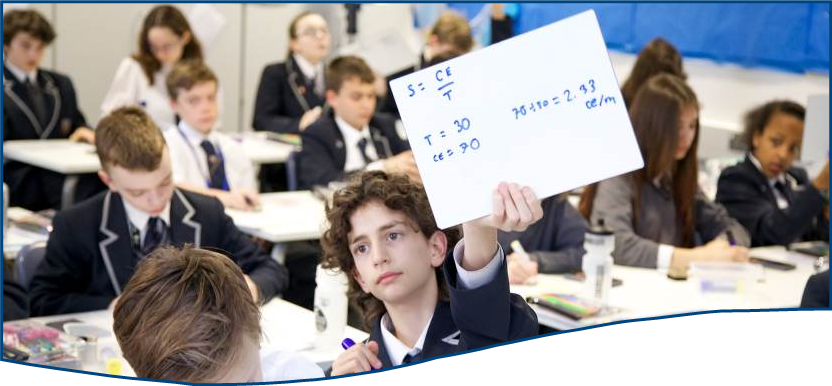 S = CE
T
T = 30
CE = 70
70 ÷ 30 = 2.33
CE/m